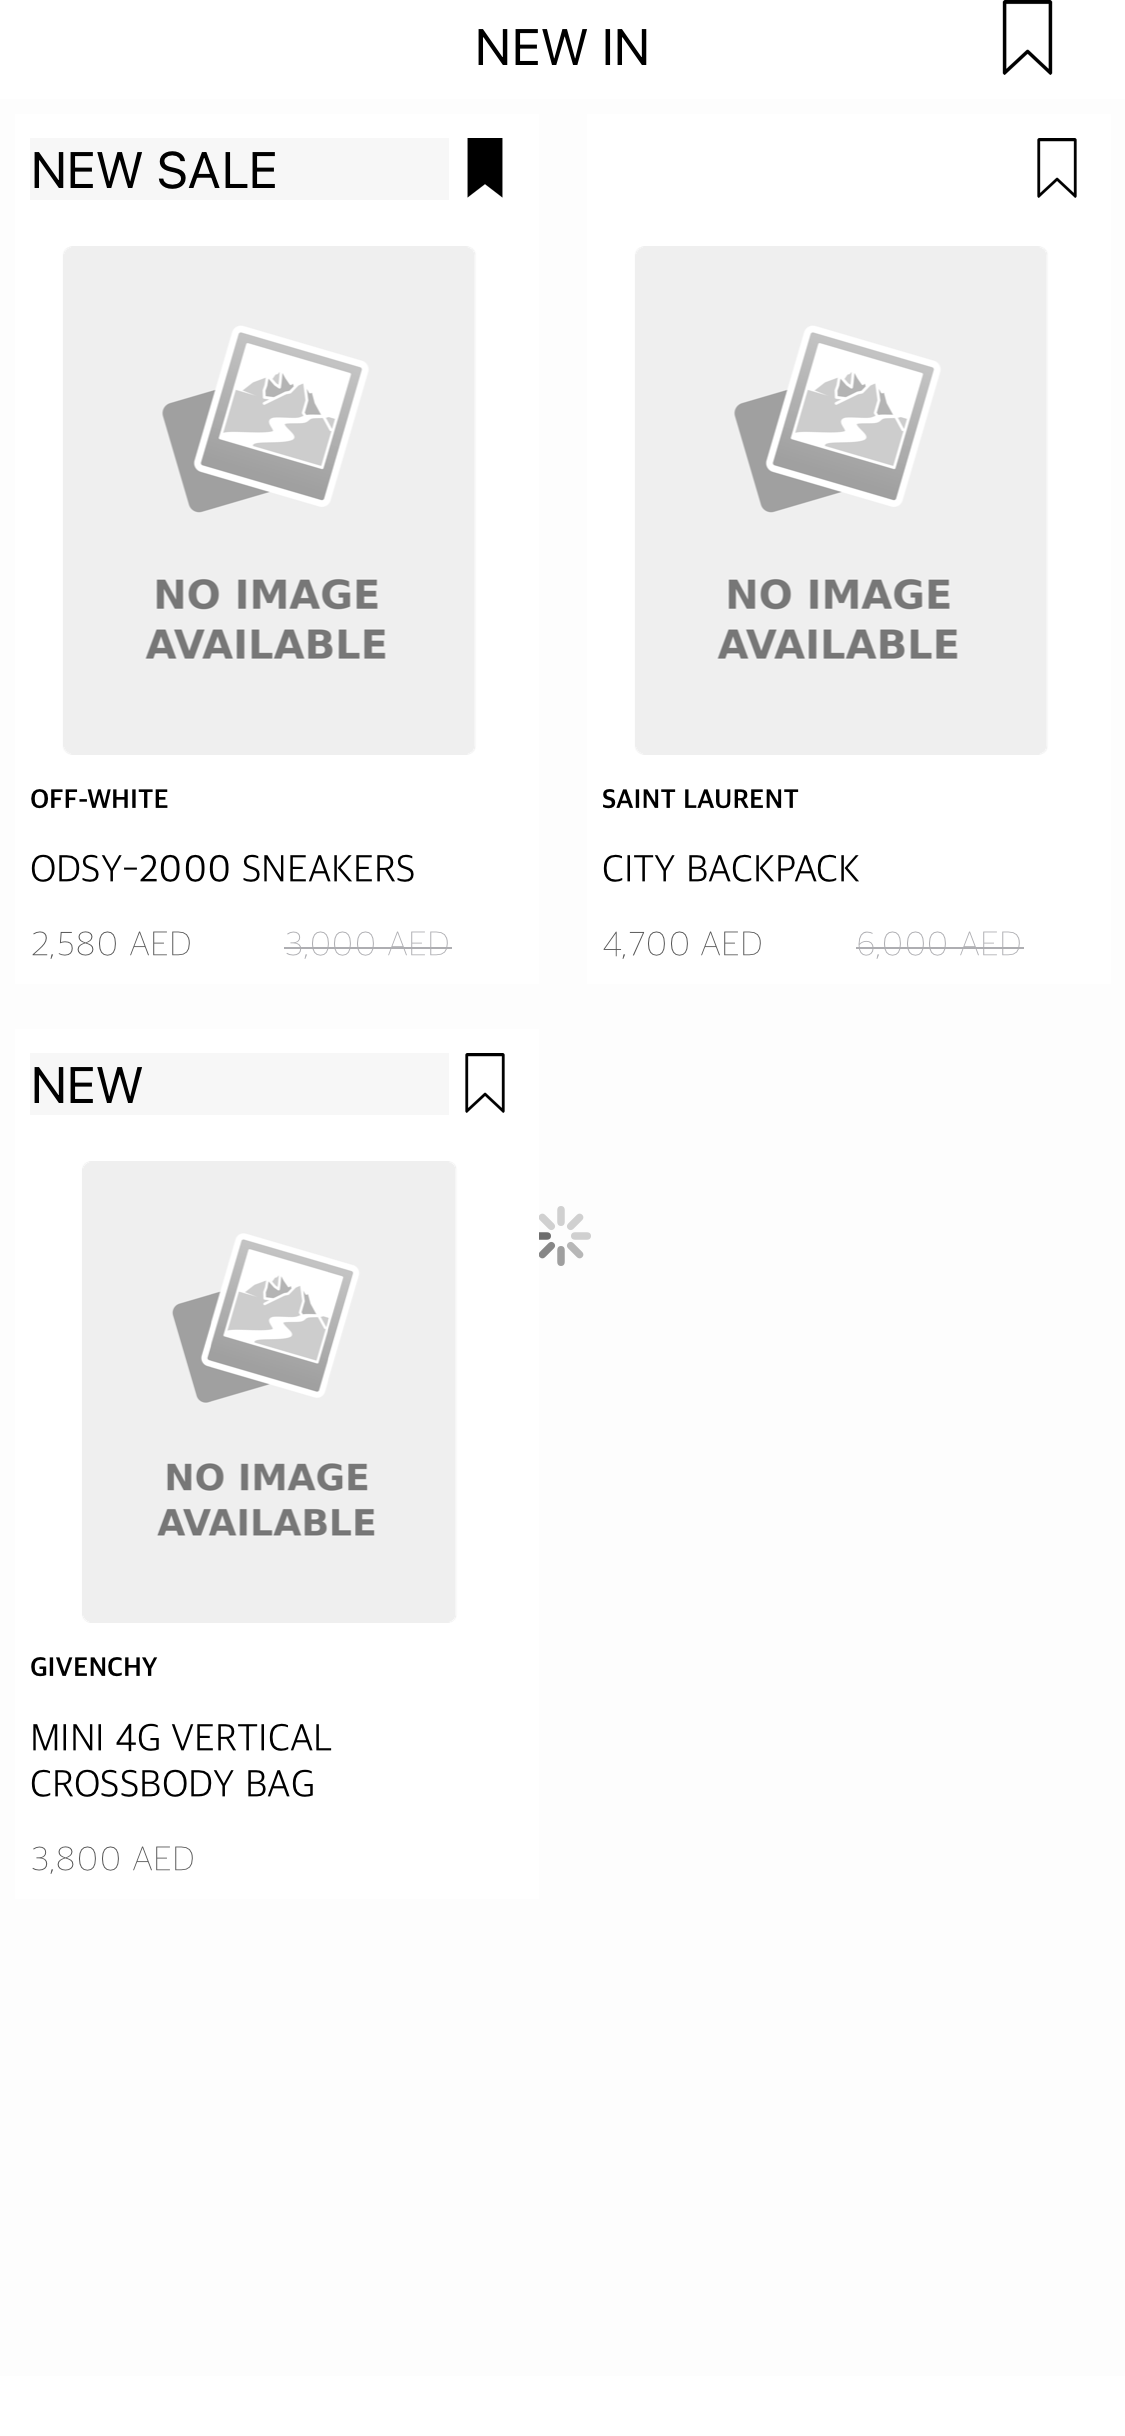 NEW IN
NEW SALE
NO IMAGE
AVAILABLE
OFF-WHITE
ODSY-2000 SNEAKERS
2,580 AED 3,000 AED
NO IMAGE
AVAILABLE
SAINT LAURENT
CITY BACKPACK
4,700 AED 6,000 AED
NEW
NO IMAGE
AVAILABLE
GIVENCHY
MINI 4G VERTICAL
CROSSBODY BAG
3,800 AED